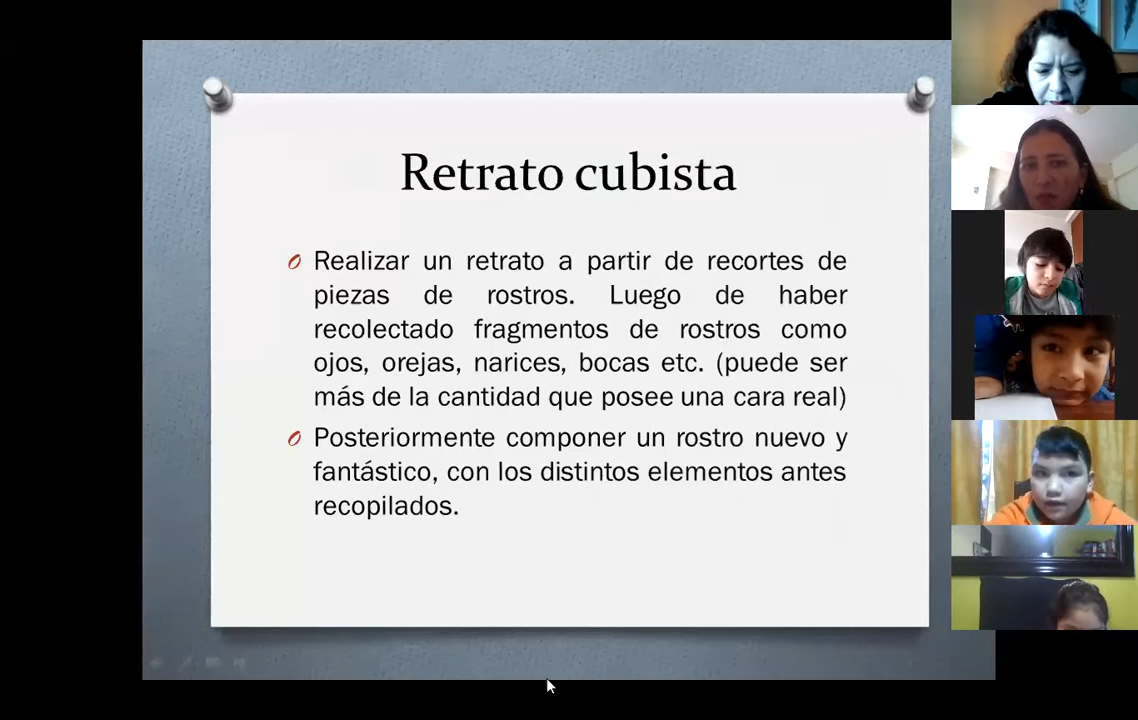 Retrato cubista
Realizar un retrato a partir de recortes de
piezas de rostros. Luego de haber
recolectado fragmentos de rostros como
ojos, orejas, narices, bocas etc. (puede ser
más de la cantidad que posee una cara real)
Posteriormente componer un rostro nuevo y
fantástico, con los distintos elementos antes
recopilados.